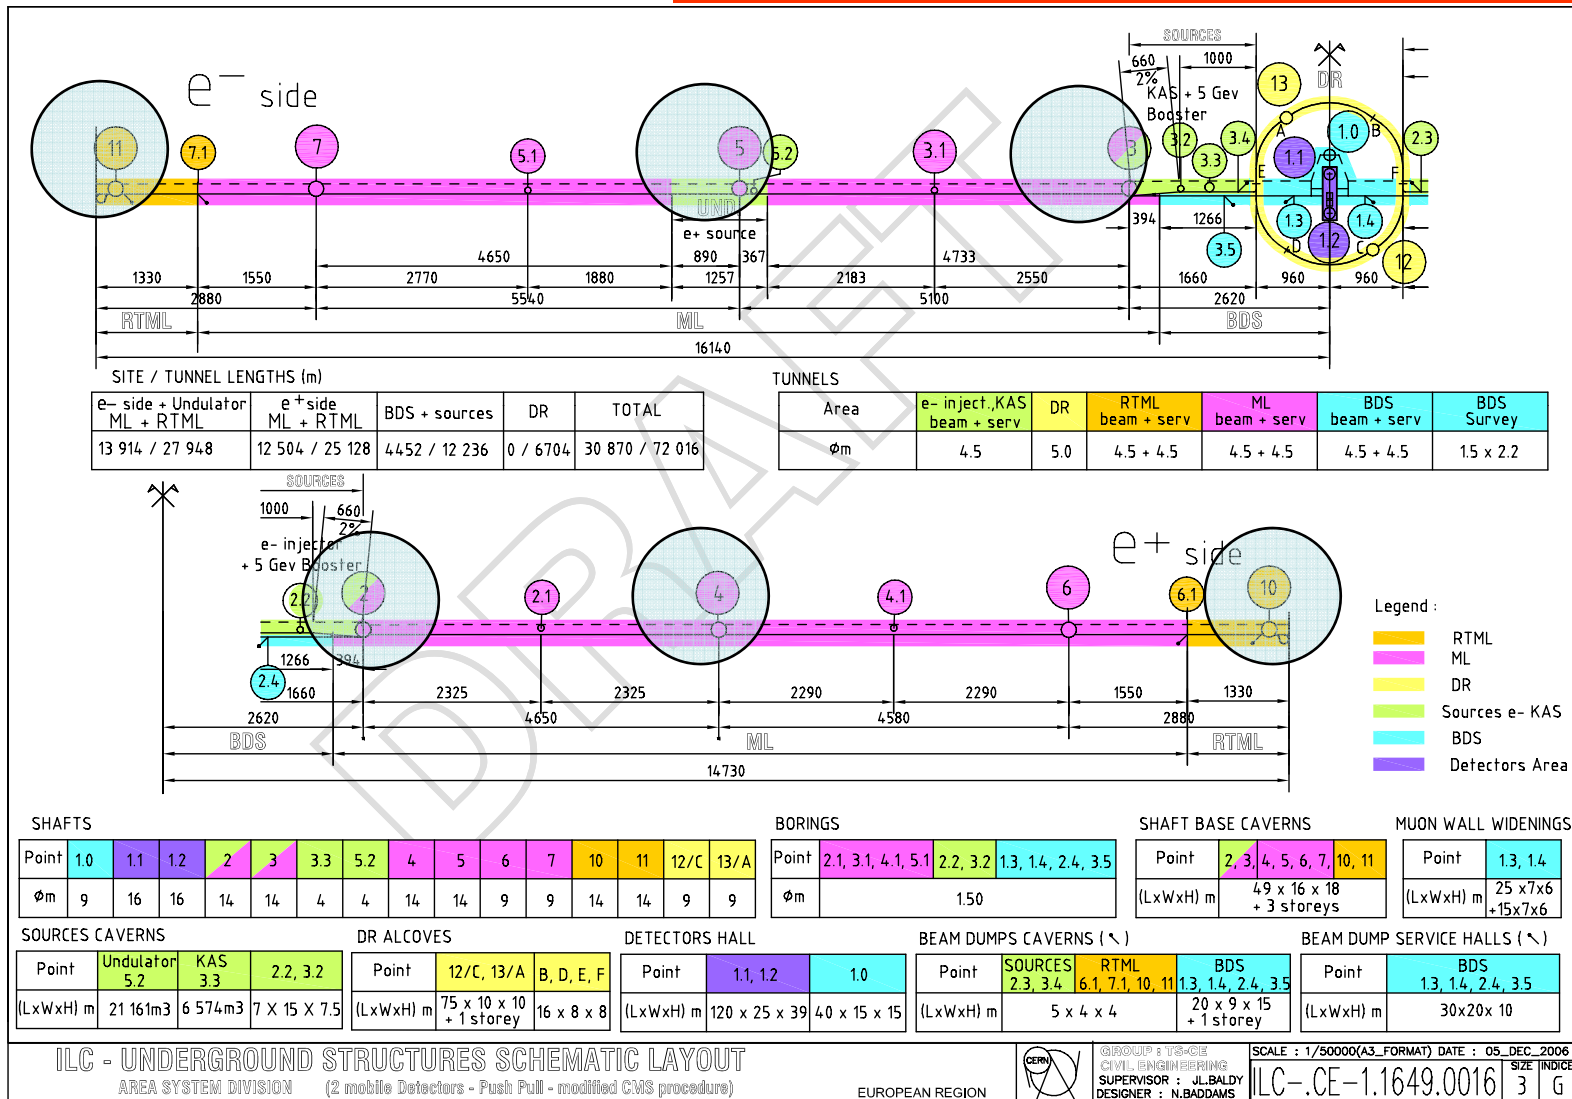 SOURCES
660
1000
2%
KAS + 5 Gev
Booster
DR
e− side
13
A
B
1.0
1.1
11
7.1
7
5.1
5
5.2
3.1
3
3.2
3.3
3.4
2.3
E
F
UND
e+ source
394
1266
3.5
1.3
1.4
1.2
D
C
12
4650
890
367
4733
1330
1550
2770
1880
1257
2183
2550
1660
960
960
2880
5540
5100
2620
RTML
ML
BDS
16140
SITE / TUNNEL LENGTHS (m)
e− side + Undulator ML + RTML
e+ side ML + RTML
BDS + sources
DR
TOTAL
13 914 / 27 948
12 504 / 25 128
4452 / 12 236
0 / 6704
30 870 / 72 016
TUNNELS
Area
e- inject.,KAS beam + serv
DR
RTML beam + serv
ML beam + serv
BDS beam + serv
BDS Survey
Øm
4.5
5.0
4.5 + 4.5
4.5 + 4.5
4.5 + 4.5
1.5 x 2.2
SOURCES
1000
660
2%
e- injector
+ 5 Gev Booster
e+ side
2.2
2
2.1
4
4.1
6
6.1
10
2.4
1266
394
1660
2325
2325
2290
2290
1550
1330
2620
4650
4580
2880
BDS
ML
RTML
14730
Legend :
RTML
ML
DR
Sources e- KAS
BDS
Detectors Area
DRAFT
SHAFTS
Point 1.0 1.1 1.2 2 3 3.3 5.2 4 5 6 7 10 11 12/C 13/A
Øm 9 16 16 14 14 4 4 14 14 9 9 14 14 9 9
BORINGS
Point 2.1, 3.1, 4.1, 5.1 2.2, 3.2 1.3, 1.4, 2.4, 3.5
Øm 1.50
SHAFT BASE CAVERNS
Point 2, 3, 4, 5, 6, 7, 10, 11
(LxWxH) m 49 x 16 x 18
+ 3 storeys
MUON WALL WIDENINGS
Point 1.3, 1.4
(LxWxH) m 25 x7x6
+15x7x6
SOURCES CAVERNS
Point Undulator 5.2 KAS 3.3 2.2, 3.2
(LxWxH) m 21 161m3 6 574m3 7 X 15 X 7.5
DR ALCOVES
Point 12/C, 13/A B, D, E, F
(LxWxH) m 75 x 10 x 10 + 1 storey 16 x 8 x 8
DETECTORS HALL
Point 1.1, 1.2 1.0
(LxWxH) m 120 x 25 x 39 40 x 15 x 15
BEAM DUMPS CAVERNS ( )
Point SOURCES 2.3, 3.4 RTML 6.1, 7.1, 10, 11 BDS 1.3, 1.4, 2.4, 3.5
(LxWxH) m 5 x 4 x 4 20 x 9 x 15 + 1 storey
BEAM DUMP SERVICE HALLS ( )
Point BDS 1.3, 1.4, 2.4, 3.5
(LxWxH) m 30x20x 10
ILC - UNDERGROUND STRUCTURES SCHEMATIC LAYOUT
AREA SYSTEM DIVISION (2 mobile Detectors - Push Pull - modified CMS procedure)
EUROPEAN REGION
CERN
GROUP : TS-CE
CIVIL ENGINEERING
SUPERVISOR : JL.BALDY
DESIGNER : N.BADDAMS
SCALE : 1/50000(A3_FORMAT) DATE : 05_DEC_2006
ILC-.CE-1.1649.0016
SIZE
3
INDICE
G